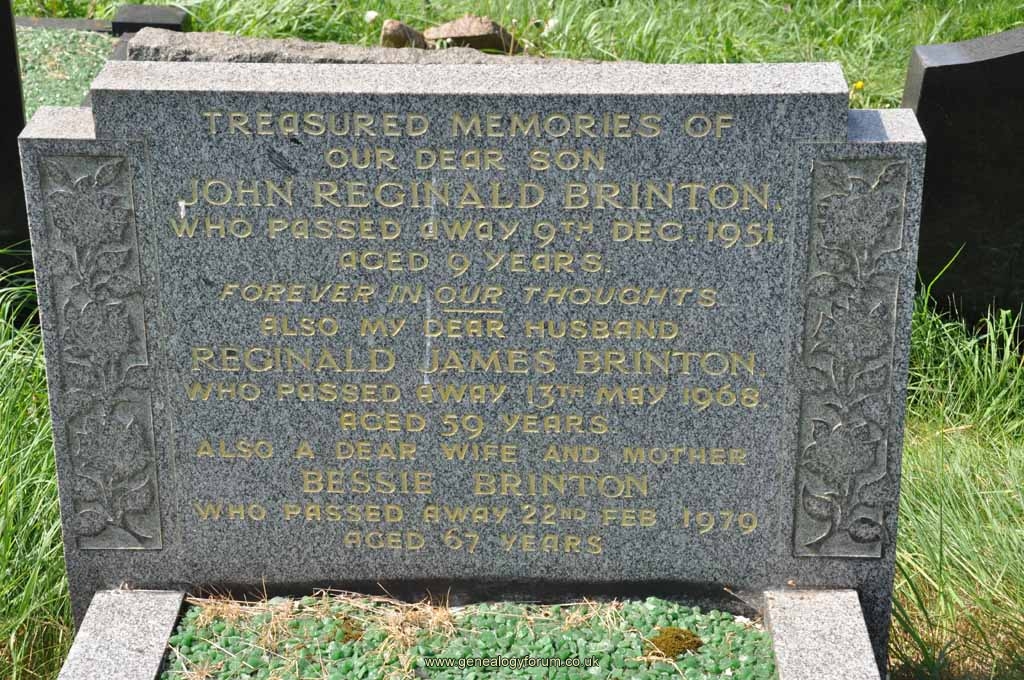 TREASURED MEMORIES OF
OUR DEAR SON
JOHN REGINALD BRINTON.
WHO PASSED AWAY 9TH DEC. 1951.
AGED 9 YEARS.
FOREVER IN OUR THOUGHTS.
ALSO MY DEAR HUSBAND
REGINALD JAMES BRINTON.
WHO PASSED AWAY 13TH MAY 1968.
AGED 59 YEARS.
ALSO A DEAR WIFE AND MOTHER
BESSIE BRINTON
WHO PASSED AWAY 22ND FEB 1979
AGED 67 YEARS
www.genealogyforum.co.uk